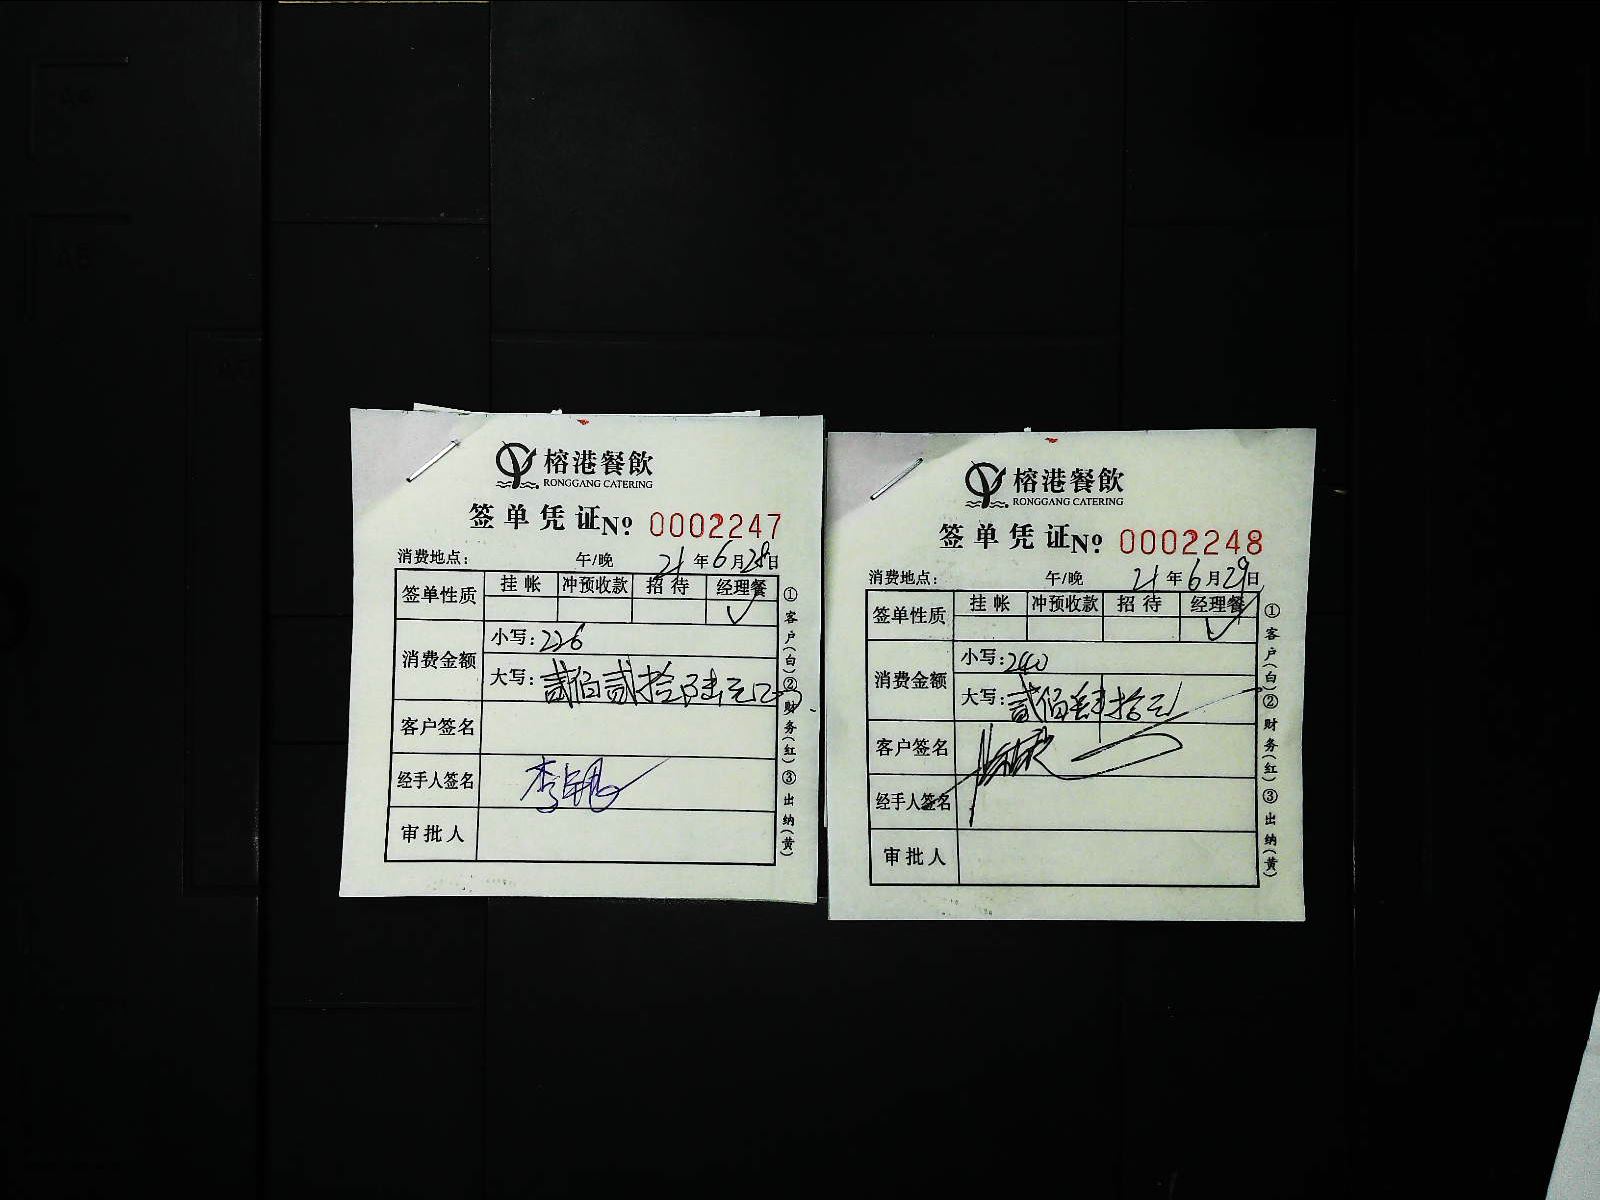 榕港餐飲
RONGGANG CATERING
签单凭证№ 0002247
消费地点: 午/晚 21年6月28日
签单性质 挂帐 冲预收款 招待 经理餐
✓
消费金额 小写:226
大写:贰佰贰拾陆元
客户签名
经手人签名
审批人
①客户(白)②财务(红)③出纳(黄)
榕港餐飲
RONGGANG CATERING
签单凭证№ 0002248
消费地点: 午/晚 21年6月29日
签单性质 挂帐 冲预收款 招待 经理餐
✓
消费金额 小写:240
大写:贰佰肆拾元
客户签名
经手人签名
审批人
①客户(白)②财务(红)③出纳(黄)